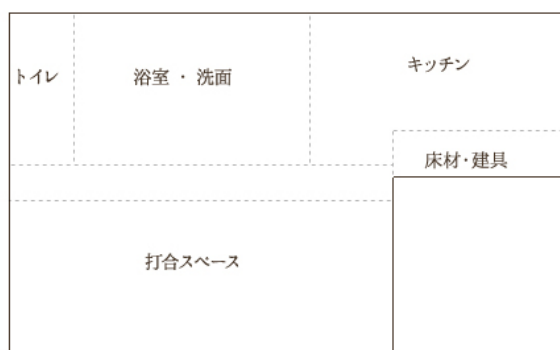 トイレ
浴室 ・ 洗面
キッチン
床材・建具
打合スペース